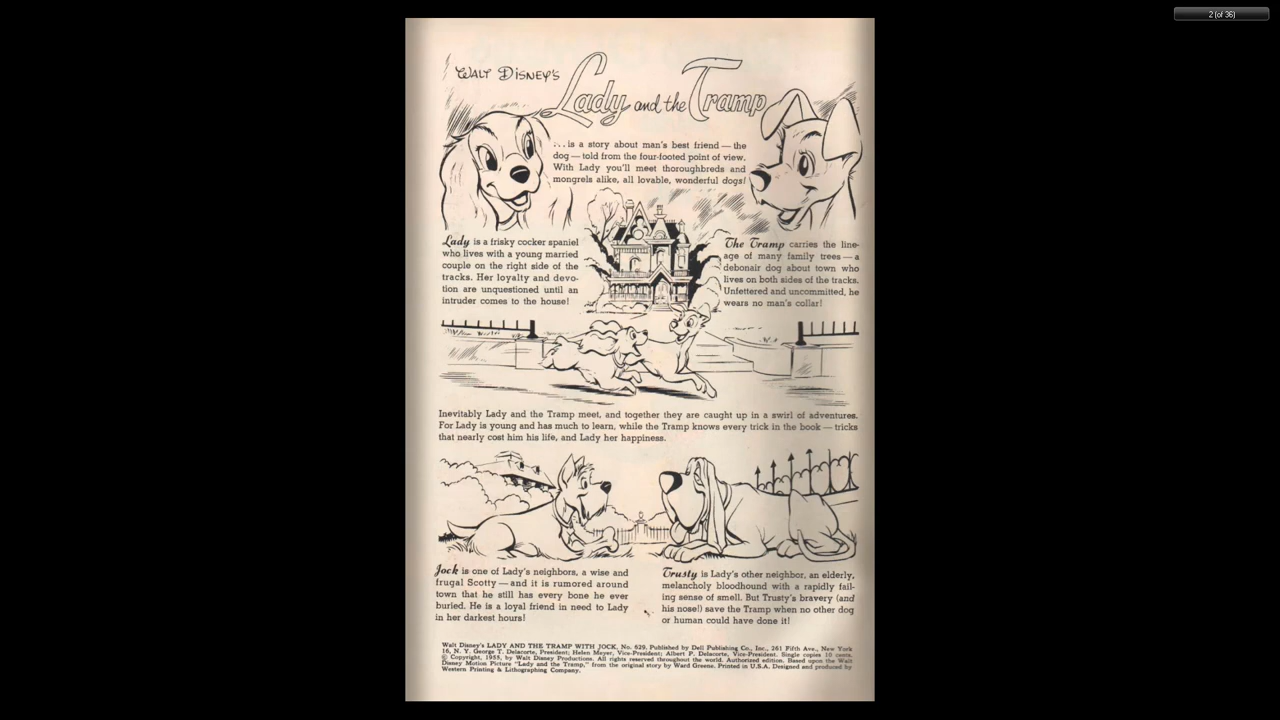 2 (of 36)
WALT DISNEY'S Lady and the Tramp
...is a story about man's best friend — the
dog — told from the four-footed point of view.
With Lady you'll meet thoroughbreds and
mongrels alike, all lovable, wonderful dogs!
Lady is a frisky cocker spaniel
who lives with a young married
couple on the right side of the
tracks. Her loyalty and devo-
tion are unquestioned until an
intruder comes to the house!
The Tramp carries the line-
age of many family trees — a
debonair dog about town who
lives on both sides of the tracks.
Unfettered and uncommitted, he
wears no man's collar!
Inevitably Lady and the Tramp meet, and together they are caught up in a swirl of adventures.
For Lady is young and has much to learn, while the Tramp knows every trick in the book — tricks
that nearly cost him his life, and Lady her happiness.
Jock is one of Lady's neighbors, a wise and
frugal Scotty — and it is rumored around
town that he still has every bone he ever
buried. He is a loyal friend in need to Lady
in her darkest hours!
Trusty is Lady's other neighbor, an elderly,
melancholy bloodhound with a rapidly fail-
ing sense of smell. But Trusty's bravery (and
his nose!) save the Tramp when no other dog
or human could have done it!
Walt Disney's LADY AND THE TRAMP WITH JOCK, No. 629. Published by Dell Publishing Co., Inc., 261 Fifth Ave., New York
16, N. Y. George T. Delacorte, President; Helen Meyer, Vice-President; Albert P. Delacorte, Vice-President. Single copies 10 cents.
© Copyright, 1955, by Walt Disney Productions. All rights reserved throughout the world. Authorized edition. Based upon the Walt
Disney Motion Picture "Lady and the Tramp," from the original story by Ward Greene. Printed in U.S.A. Designed and produced by
Western Printing & Lithographing Company.